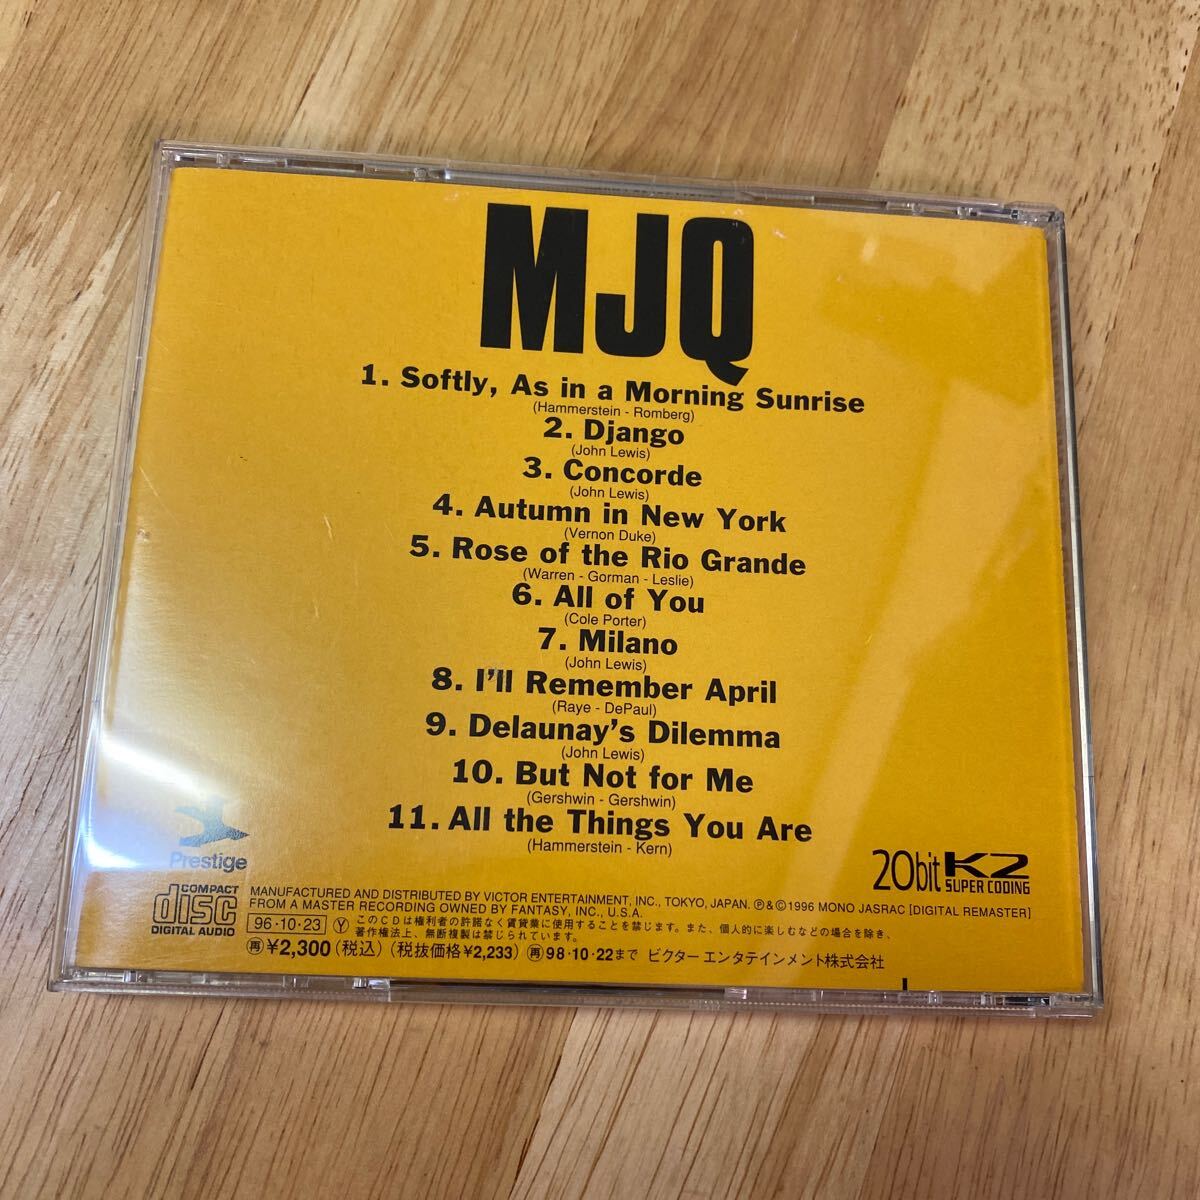 MJQ
1. Softly, As in a Morning Sunrise
(Hammerstein - Romberg)
2. Django
(John Lewis)
3. Concorde
(John Lewis)
4. Autumn in New York
(Vernon Duke)
5. Rose of the Rio Grande
(Warren - Gorman - Leslie)
6. All of You
(Cole Porter)
7. Milano
(John Lewis)
8. I'll Remember April
(Raye - DePaul)
9. Delaunay's Dilemma
(John Lewis)
10. But Not for Me
(Gershwin - Gershwin)
11. All the Things You Are
(Hammerstein - Kern)
Prestige
20bit K2
SUPER CODING
COMPACT
disc
DIGITAL AUDIO
MANUFACTURED AND DISTRIBUTED BY VICTOR ENTERTAINMENT, INC., TOKYO, JAPAN. ℗&©1996 MONO JASRAC [DIGITAL REMASTER]
FROM A MASTER RECORDING OWNED BY FANTASY, INC., U.S.A.
96·10·23 Ⓨ このCDは権利者の許諾なく賃貸業に使用することを禁じます。また、個人的に楽しむなどの場合を除き、
著作権法上、無断複製は禁じられています。
再 ¥2,300(税込)(税抜価格¥2,233) 再 98·10·22まで ビクター エンタテインメント株式会社